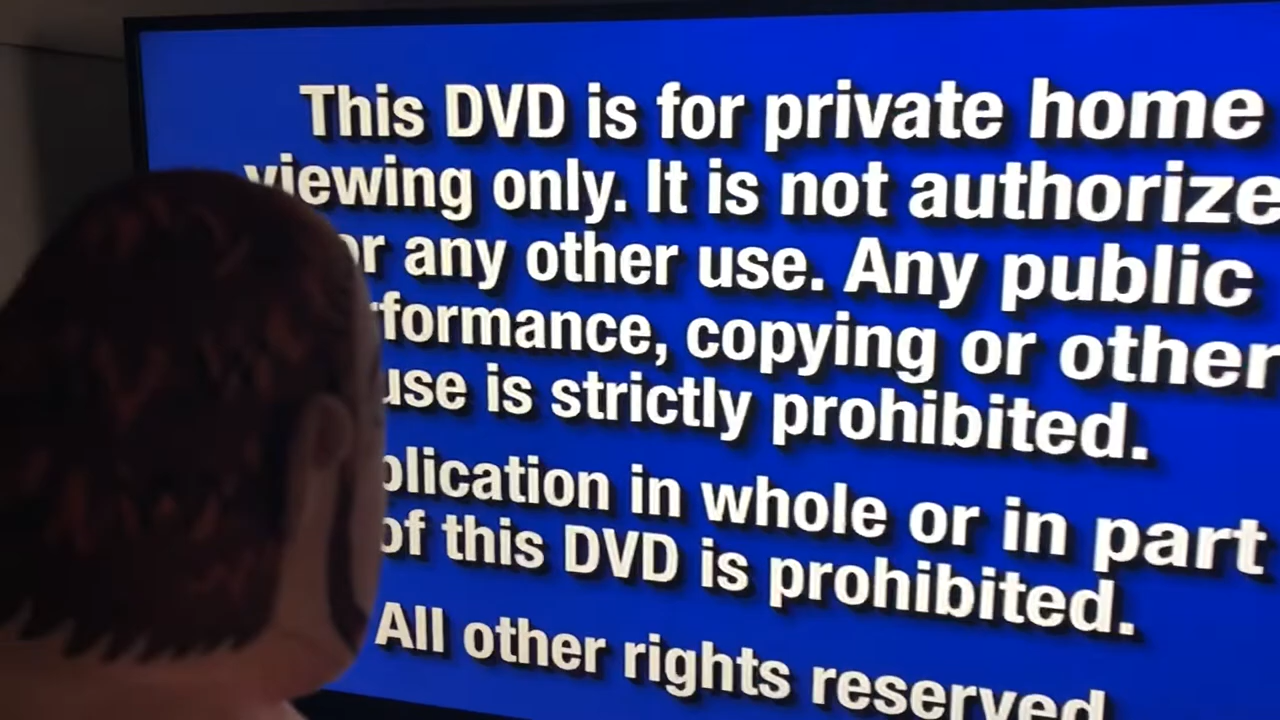 This DVD is for private home
viewing only. It is not authorize
or any other use. Any public
rformance, copying or other
use is strictly prohibited.
plication in whole or in part
of this DVD is prohibited.
All other rights reserved